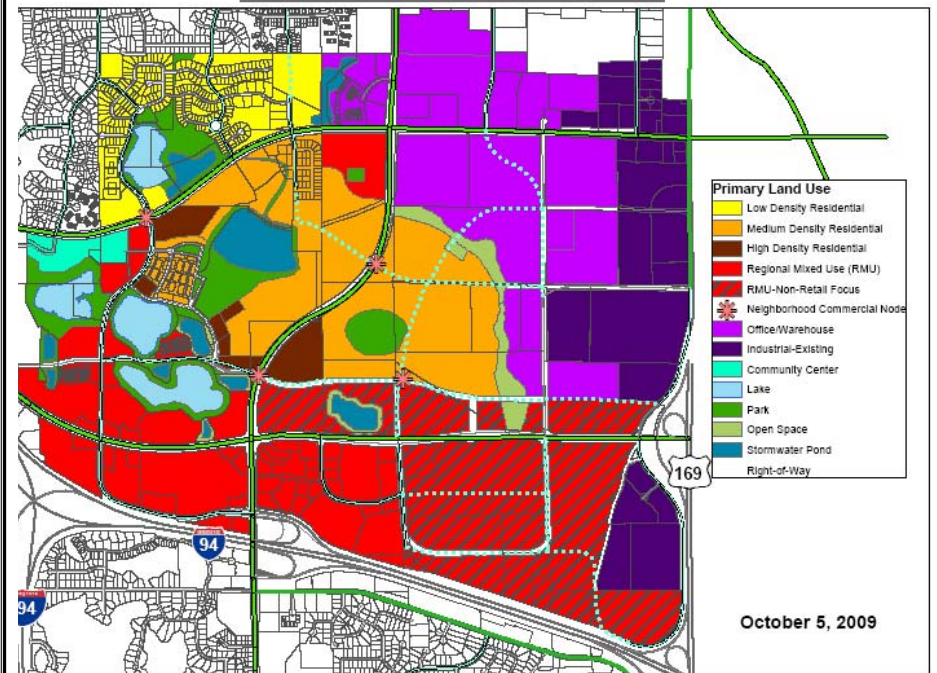 Primary Land Use
Low Density Residential
Medium Density Residential
High Density Residential
Regional Mixed Use (RMU)
RMU-Non-Retail Focus
Neighborhood Commercial Node
Office/Warehouse
Industrial-Existing
Community Center
Lake
Park
Open Space
Stormwater Pond
Right-of-Way
169
94
94
October 5, 2009